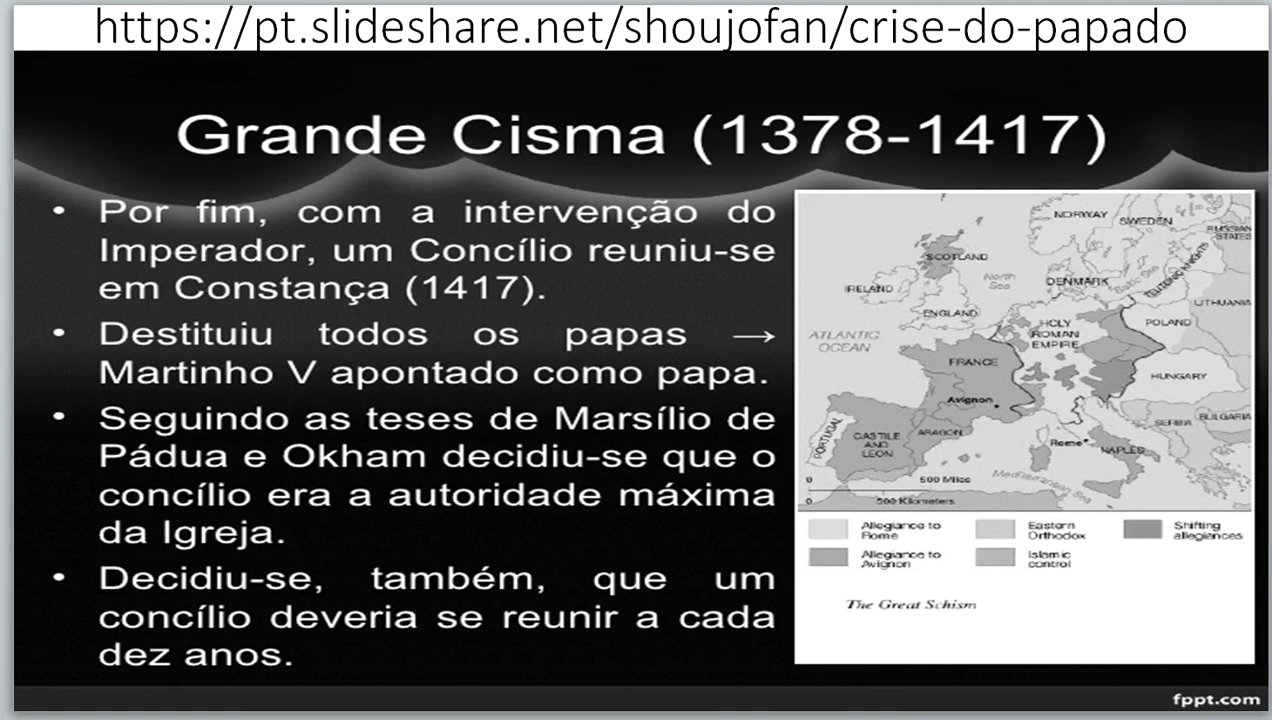 https://pt.slideshare.net/shoujofan/crise-do-papado
Grande Cisma (1378-1417)
• Por fim, com a intervenção do
Imperador, um Concílio reuniu-se
em Constança (1417).
• Destituiu todos os papas →
Martinho V apontado como papa.
• Seguindo as teses de Marsílio de
Pádua e Okham decidiu-se que o
concílio era a autoridade máxima
da Igreja.
• Decidiu-se, também, que um
concílio deveria se reunir a cada
dez anos.
NORWAY
SWEDEN
RUSSIAN
STATES
SCOTLAND
North
Sea
Baltic Sea
TEUTONIC KNIGHTS
IRELAND
DENMARK
LITHUANIA
ENGLAND
HOLY
ROMAN
EMPIRE
POLAND
ATLANTIC
OCEAN
FRANCE
HUNGARY
Avignon
PORTUGAL
CASTILE
AND
LEON
ARAGON
SERBIA
BULGARIA
Rome
NAPLES
Mediterranean Sea
0 500 Miles
0 500 Kilometers
Allegiance to
Rome
Eastern
Orthodox
Shifting
allegiances
Allegiance to
Avignon
Islamic
control
The Great Schism
fppt.com